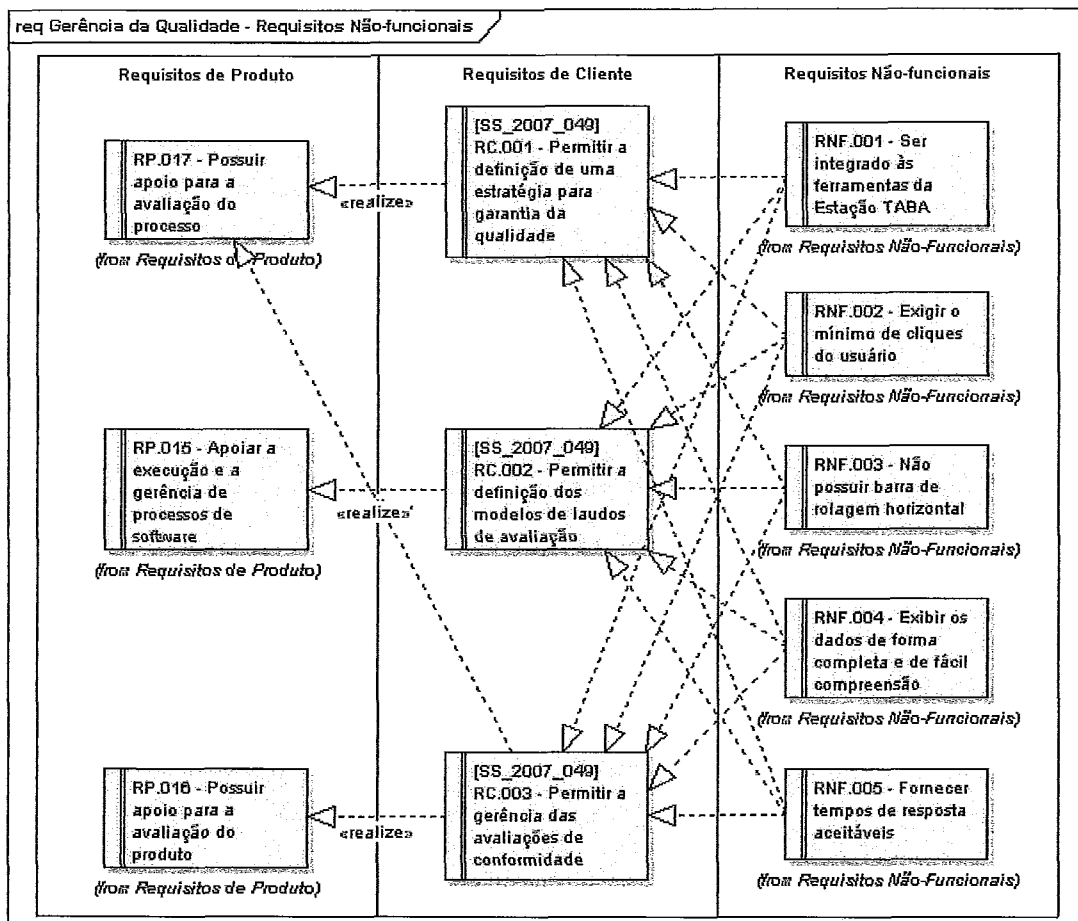 req Gerência da Qualidade - Requisitos Não-funcionais
Requisitos de Produto
RP.017 - Possuir
apoio para a
avaliação do
processo
(from Requisitos de Produto)
«realize»
RP.015 - Apoiar a
execução e a
gerência de
processos de
software
(from Requisitos de Produto)
«realize»
RP.016 - Possuir
apoio para a
avaliação do
produto
(from Requisitos de Produto)
«realize»
Requisitos de Cliente
[SS_2007_049]
RC.001 - Permitir a
definição de uma
estratégia para
garantia da
qualidade
[SS_2007_049]
RC.002 - Permitir a
definição dos
modelos de laudos
de avaliação
[SS_2007_049]
RC.003 - Permitir a
gerência das
avaliações de
conformidade
Requisitos Não-funcionais
RNF.001 - Ser
integrado às
ferramentas da
Estação TABA
(from Requisitos Não-Funcionais)
RNF.002 - Exigir o
mínimo de cliques
do usuário
(from Requisitos Não-Funcionais)
RNF.003 - Não
possuir barra de
rolagem horizontal
(from Requisitos Não-Funcionais)
RNF.004 - Exibir os
dados de forma
completa e de fácil
compreensão
(from Requisitos Não-Funcionais)
RNF.005 - Fornecer
tempos de resposta
aceitáveis
(from Requisitos Não-Funcionais)